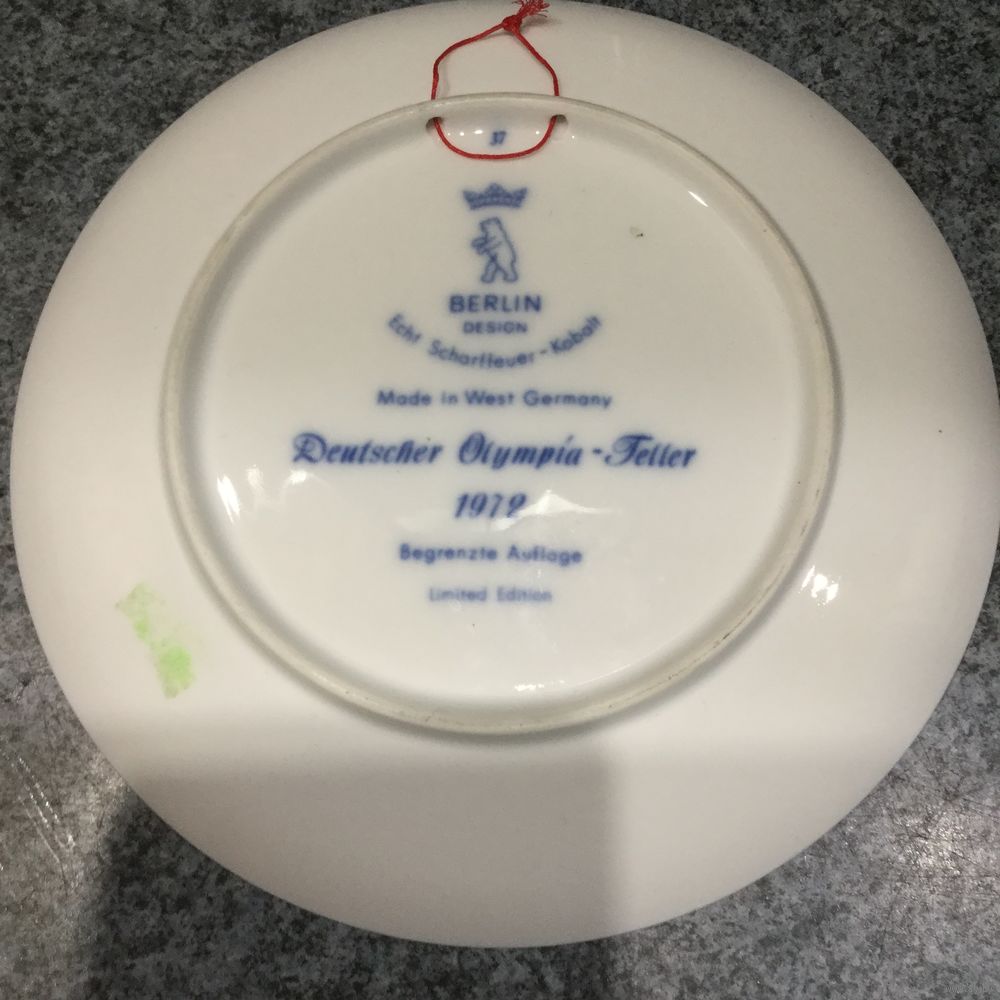 37
BERLIN
DESIGN
Echt Scharffeuer-Kobalt
Made in West Germany
Deutscher Olympia-Teller
1972
Begrenzte Auflage
Limited Edition